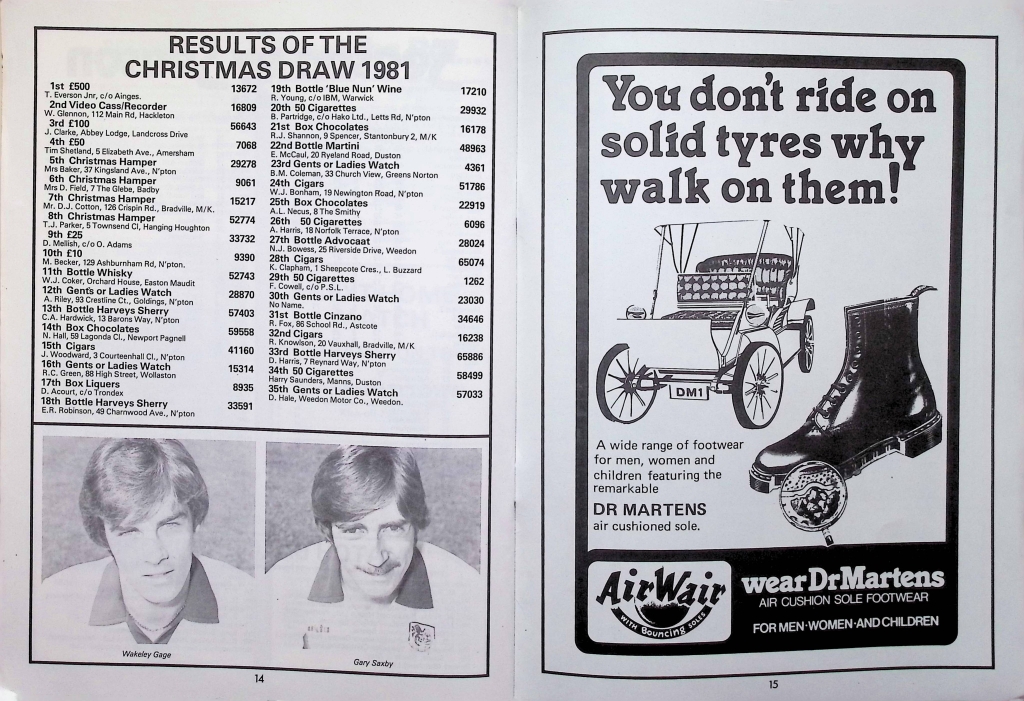 RESULTS OF THE
CHRISTMAS DRAW 1981
1st £500 13672
T. Everson Jnr, c/o Ainges.
2nd Video Cass/Recorder 16809
W. Glennon, 112 Main Rd, Hackleton
3rd £100 56643
J. Clarke, Abbey Lodge, Landcross Drive
4th £50 7068
Tim Shetland, 5 Elizabeth Ave., Amersham
5th Christmas Hamper 29278
Mrs Baker, 37 Kingsland Ave., N'pton
6th Christmas Hamper 9061
Mrs D. Field, 7 The Glebe, Badby
7th Christmas Hamper 15217
Mr. D.J. Cotton, 126 Crispin Rd., Bradville, M/K.
8th Christmas Hamper 52774
T.J. Parker, 5 Townsend Cl, Hanging Houghton
9th £25 33732
D. Mellish, c/o O. Adams
10th £10 9390
M. Becker, 129 Ashburnham Rd, N'pton.
11th Bottle Whisky 52743
W.J. Coker, Orchard House, Easton Maudit
12th Gents or Ladies Watch 28870
A. Riley, 93 Crestline Ct., Goldings, N'pton
13th Bottle Harveys Sherry 57403
C.A. Hardwick, 13 Barons Way, N'pton
14th Box Chocolates 59558
N. Hall, 59 Lagonda Cl., Newport Pagnell
15th Cigars 41160
J. Woodward, 3 Courteenhall Cl., N'pton
16th Gents or Ladies Watch 15314
R.C. Green, 88 High Street, Wollaston
17th Box Liquers 8935
D. Acourt, c/o Trondex
18th Bottle Harveys Sherry 33591
E.R. Robinson, 49 Charnwood Ave., N'pton
19th Bottle 'Blue Nun' Wine 17210
R. Young, c/o IBM, Warwick
20th 50 Cigarettes 29932
B. Partridge, c/o Hako Ltd., Letts Rd, N'pton
21st Box Chocolates 16178
R.J. Shannon, 9 Spencer, Stantonbury 2, M/K
22nd Bottle Martini 48963
E. McCaul, 20 Ryeland Road, Duston
23rd Gents or Ladies Watch 4361
B.M. Coleman, 33 Church View, Greens Norton
24th Cigars 51786
W.J. Bonham, 19 Newington Road, N'pton
25th Box Chocolates 22919
A.L. Necus, 8 The Smithy
26th 50 Cigarettes 6096
A. Harris, 18 Norfolk Terrace, N'pton
27th Bottle Advocaat 28024
N.J. Bowess, 25 Riverside Drive, Weedon
28th Cigars 65074
K. Clapham, 1 Sheepcote Cres., L. Buzzard
29th 50 Cigarettes 1262
F. Cowell, c/o P.S.L.
30th Gents or Ladies Watch 23030
No Name.
31st Bottle Cinzano 34646
R. Fox, 86 School Rd., Astcote
32nd Cigars 16238
R. Knowlson, 20 Vauxhall, Bradville, M/K
33rd Bottle Harveys Sherry 65886
D. Harris, 7 Reynard Way, N'pton
34th 50 Cigarettes 58499
Harry Saunders, Manns, Duston
35th Gents or Ladies Watch 57033
D. Hale, Weedon Motor Co., Weedon.
Wakeley Gage
Gary Saxby
14
You don't ride on
solid tyres why
walk on them!
DM1
A wide range of footwear
for men, women and
children featuring the
remarkable
DR MARTENS
air cushioned sole.
AirWair
WITH Bouncing SOLES
wear Dr Martens
AIR CUSHION SOLE FOOTWEAR
FOR MEN·WOMEN·AND CHILDREN
15